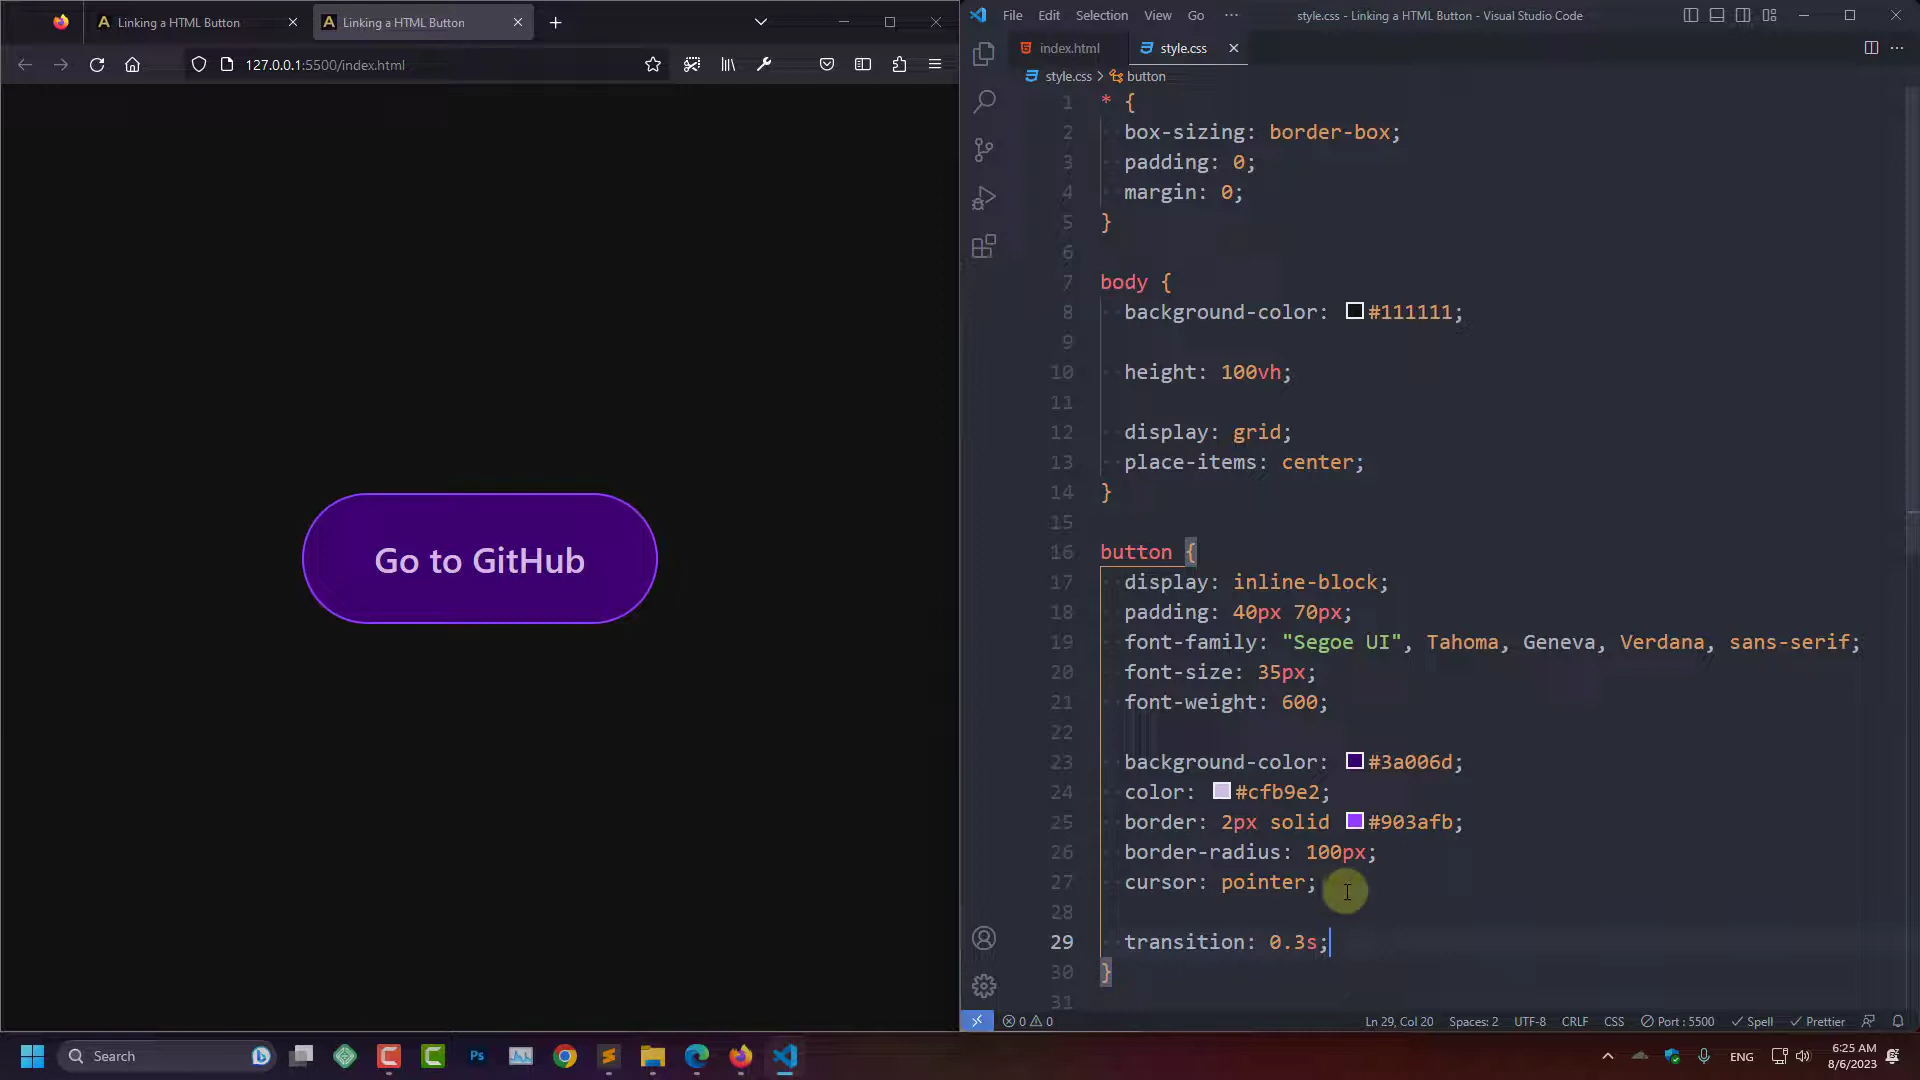 Linking a HTML Button
Linking a HTML Button
127.0.0.1:5500/index.html
Go to GitHub
File Edit Selection View Go ···
style.css - Linking a HTML Button - Visual Studio Code
index.html
style.css
style.css > button
1 * {
2 box-sizing: border-box;
3 padding: 0;
4 margin: 0;
5 }
6
7 body {
8 background-color: #111111;
9
10 height: 100vh;
11
12 display: grid;
13 place-items: center;
14 }
15
16 button {
17 display: inline-block;
18 padding: 40px 70px;
19 font-family: "Segoe UI", Tahoma, Geneva, Verdana, sans-serif;
20 font-size: 35px;
21 font-weight: 600;
22
23 background-color: #3a006d;
24 color: #cfb9e2;
25 border: 2px solid #903afb;
26 border-radius: 100px;
27 cursor: pointer;
28
29 transition: 0.3s;
30 }
31
0 0
Ln 29, Col 20 Spaces: 2 UTF-8 CRLF CSS Port : 5500 Spell Prettier
Search
Ps
ENG
6:25 AM
8/6/2023